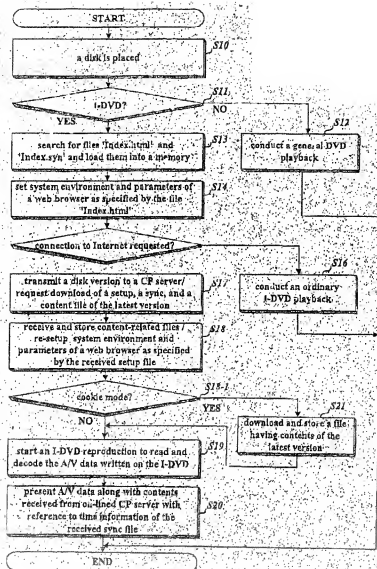 START
S10
a disk is placed
S11
I-DVD?
NO
YES
S12
S13
search for files 'Index.html' and
'Index.syn' and load them into a memory
conduct a general DVD
playback
S14
set system environment and parameters of
a web browser as specified by the file
"Index.html"
connection to Internet requested?
S16
S17
transmit a disk version to a CP server/
request download of a setup, a sync, and a
content file of the latest version
conduct an ordinary
I-DVD playback
S18
receive and store content-related files /
re-setup system environment and
parameters of a web browser as specified
by the received setup file
S18-1
cookie mode?
YES
S21
NO
S19
download and store a file
having contents of the
latest version
start an I-DVD reproduction to read and
decode the A/V data written on the I-DVD
S20
present A/V data along with contents
received from on-lined CP server with
reference to time information of the
received sync file
END